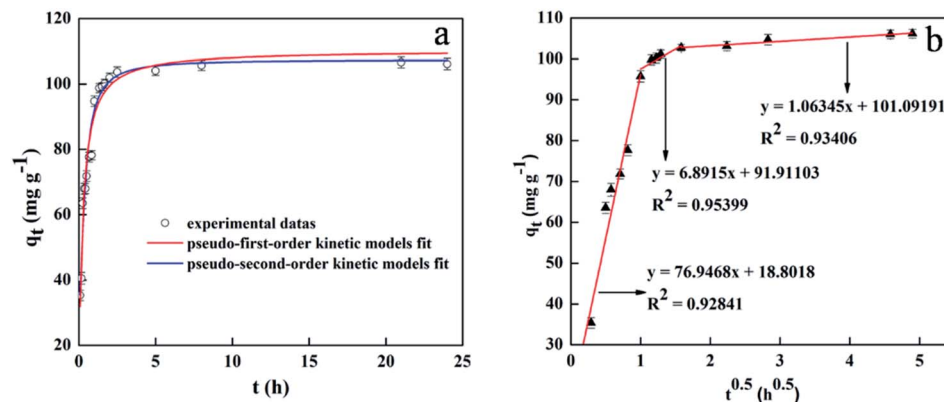 a
120
100
80
60
40
20
q_t (mg g^-1)
experimental datas
pseudo-first-order kinetic models fit
pseudo-second-order kinetic models fit
0
5
10
15
20
25
t (h)
b
110
100
90
80
70
60
50
40
30
q_t (mg g^-1)
y = 1.06345x + 101.09191
R^2 = 0.93406
y = 6.8915x + 91.91103
R^2 = 0.95399
y = 76.9468x + 18.8018
R^2 = 0.92841
0
1
2
3
4
5
t^0.5 (h^0.5)